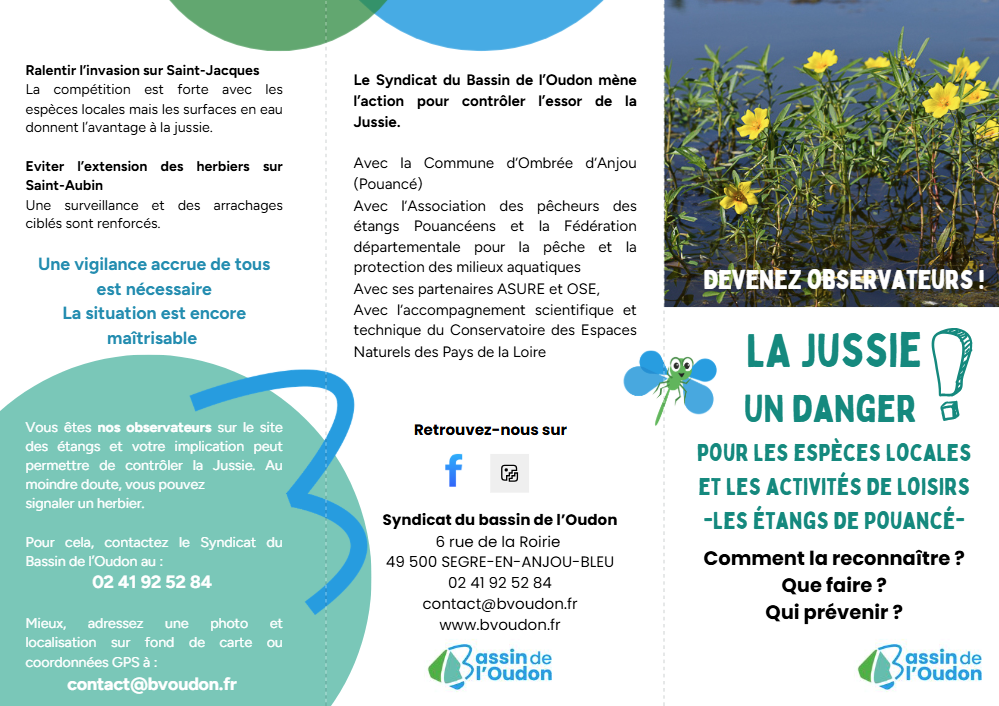 Ralentir l'invasion sur Saint-Jacques
La compétition est forte avec les
espèces locales mais les surfaces en eau
donnent l'avantage à la jussie.
Eviter l'extension des herbiers sur
Saint-Aubin
Une surveillance et des arrachages
ciblés sont renforcés.
Une vigilance accrue de tous
est nécessaire
La situation est encore
maîtrisable
Vous êtes nos observateurs sur le site
des étangs et votre implication peut
permettre de contrôler la Jussie. Au
moindre doute, vous pouvez
signaler un herbier.
Pour cela, contactez le Syndicat du
Bassin de l'Oudon au :
02 41 92 52 84
Mieux, adressez une photo et
localisation sur fond de carte ou
coordonnées GPS à :
contact@bvoudon.fr
Le Syndicat du Bassin de l'Oudon mène
l'action pour contrôler l'essor de la
Jussie.
Avec la Commune d'Ombrée d'Anjou
(Pouancé)
Avec l'Association des pêcheurs des
étangs Pouancéens et la Fédération
départementale pour la pêche et la
protection des milieux aquatiques
Avec ses partenaires ASURE et OSE,
Avec l'accompagnement scientifique et
technique du Conservatoire des Espaces
Naturels des Pays de la Loire
Retrouvez-nous sur
Syndicat du bassin de l'Oudon
6 rue de la Roirie
49 500 SEGRE-EN-ANJOU-BLEU
02 41 92 52 84
contact@bvoudon.fr
www.bvoudon.fr
Bassin de
l'Oudon
DEVENEZ OBSERVATEURS !
LA JUSSIE !
UN DANGER
POUR LES ESPÈCES LOCALES
ET LES ACTIVITÉS DE LOISIRS
-LES ÉTANGS DE POUANCÉ-
Comment la reconnaître ?
Que faire ?
Qui prévenir ?
Bassin de
l'Oudon